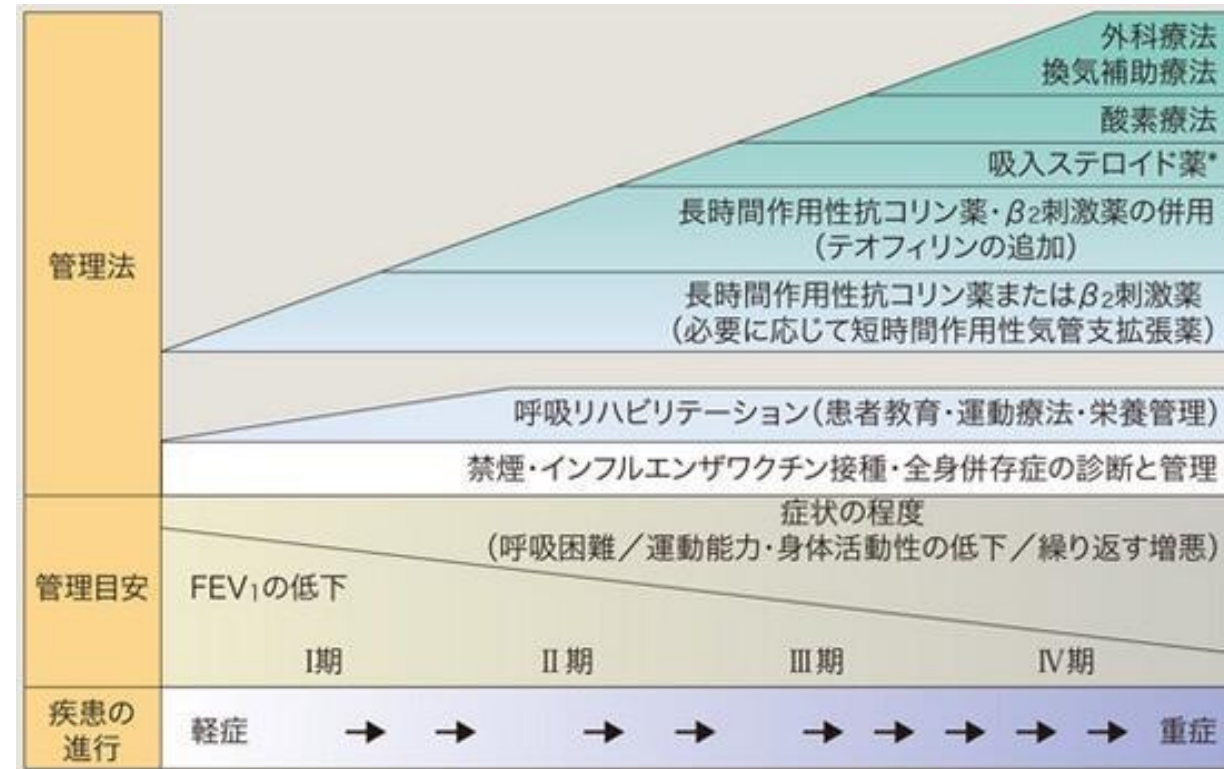 管理法
外科療法
換気補助療法
酸素療法
吸入ステロイド薬*
長時間作用性抗コリン薬・β2刺激薬の併用
(テオフィリンの追加)
長時間作用性抗コリン薬またはβ2刺激薬
(必要に応じて短時間作用性気管支拡張薬)
呼吸リハビリテーション(患者教育・運動療法・栄養管理)
禁煙・インフルエンザワクチン接種・全身併存症の診断と管理
管理目安
症状の程度
(呼吸困難/運動能力・身体活動性の低下/繰り返す増悪)
FEV1の低下
Ⅰ期 Ⅱ期 Ⅲ期 Ⅳ期
疾患の
進行
軽症 → → → → → → → → → 重症